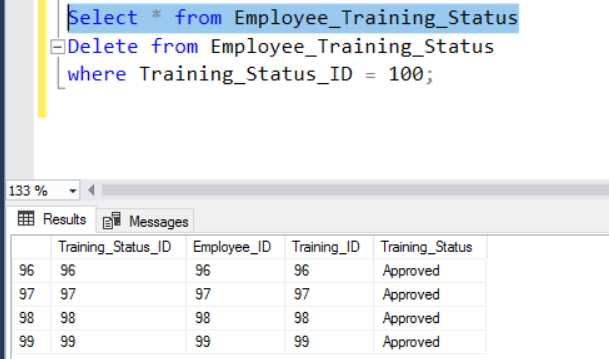 Select * from Employee_Training_Status
Delete from Employee_Training_Status
where Training_Status_ID = 100;
133 %
Results Messages
Training_Status_ID Employee_ID Training_ID Training_Status
96 96 96 96 Approved
97 97 97 97 Approved
98 98 98 98 Approved
99 99 99 99 Approved